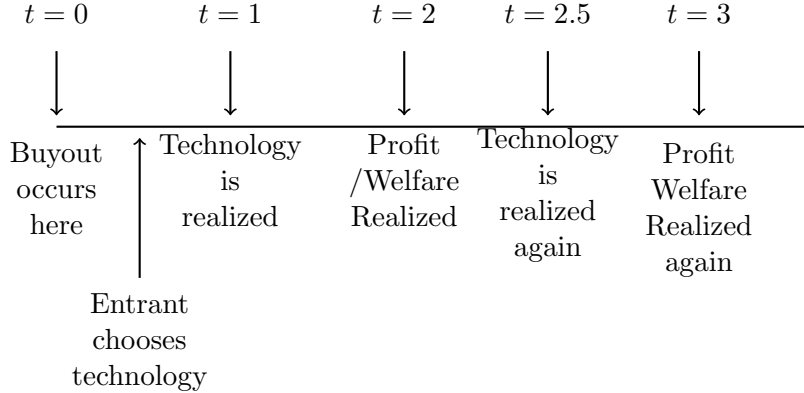 t = 0
t = 1
t = 2
t = 2.5
t = 3
Buyout
occurs
here
Technology
is
realized
Profit
/Welfare
Realized
Technology
is
realized
again
Profit
Welfare
Realized
again
Entrant
chooses
technology